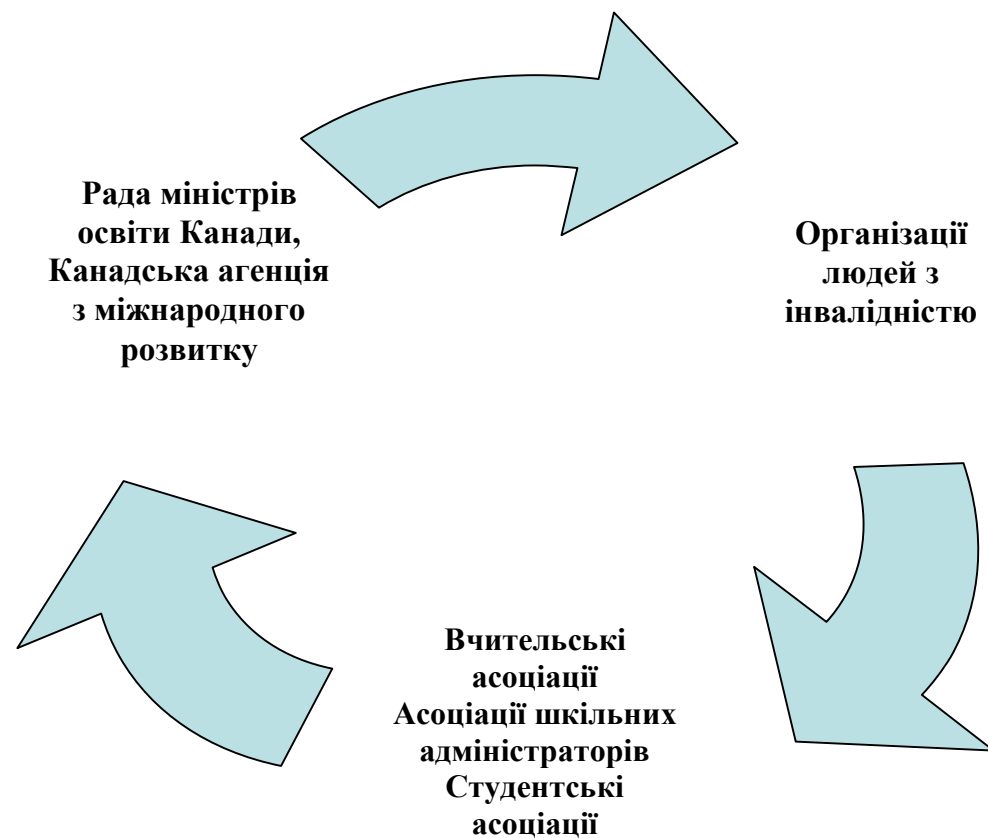 Рада міністрів
освіти Канади,
Канадська агенція
з міжнародного
розвитку
Організації
людей з
інвалідністю
Вчительські
асоціації
Асоціації шкільних
адміністраторів
Студентські
асоціації